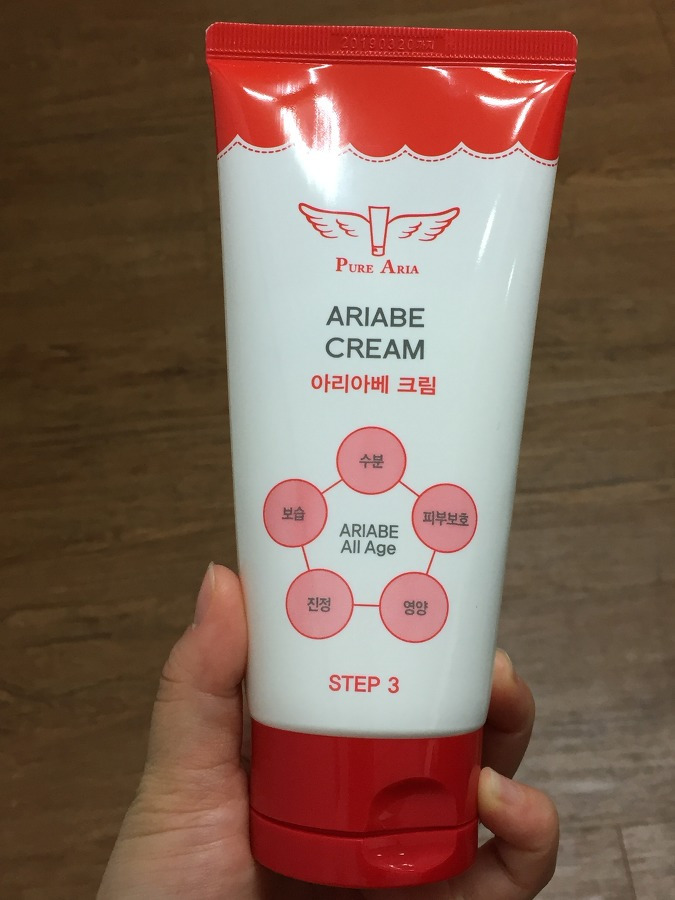 PURE ARIA
ARIABE
CREAM
아리아베 크림
수분
보습
피부보호
ARIABE
All Age
진정
영양
STEP 3